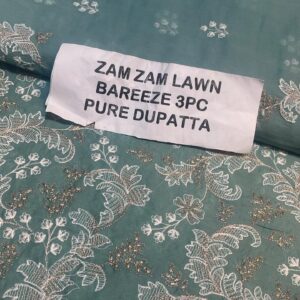 ZAM ZAM LAWN
BAREEZE 3PC
PURE DUPATTA